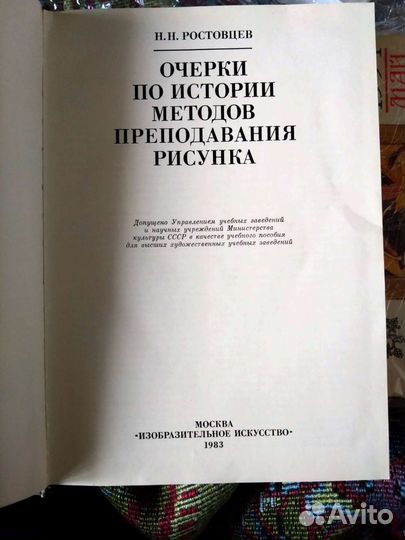 Н.Н. РОСТОВЦЕВ
ОЧЕРКИ
ПО ИСТОРИИ
МЕТОДОВ
ПРЕПОДАВАНИЯ
РИСУНКА
Допущено Управлением учебных заведений
и научных учреждений Министерства
культуры СССР в качестве учебного пособия
для высших художественных учебных заведений
МОСКВА
«ИЗОБРАЗИТЕЛЬНОЕ ИСКУССТВО»
1983
Avito